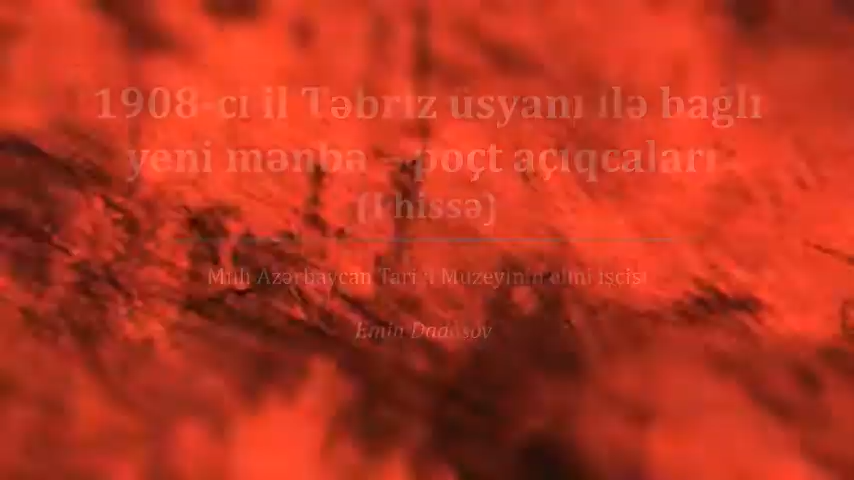 1908-ci il Təbriz üsyanı ilə bağlı
yeni mənbə - poçt açıqcaları
(I hissə)
Milli Azərbaycan Tarixi Muzeyinin elmi işçisi
Emin Dadaşov